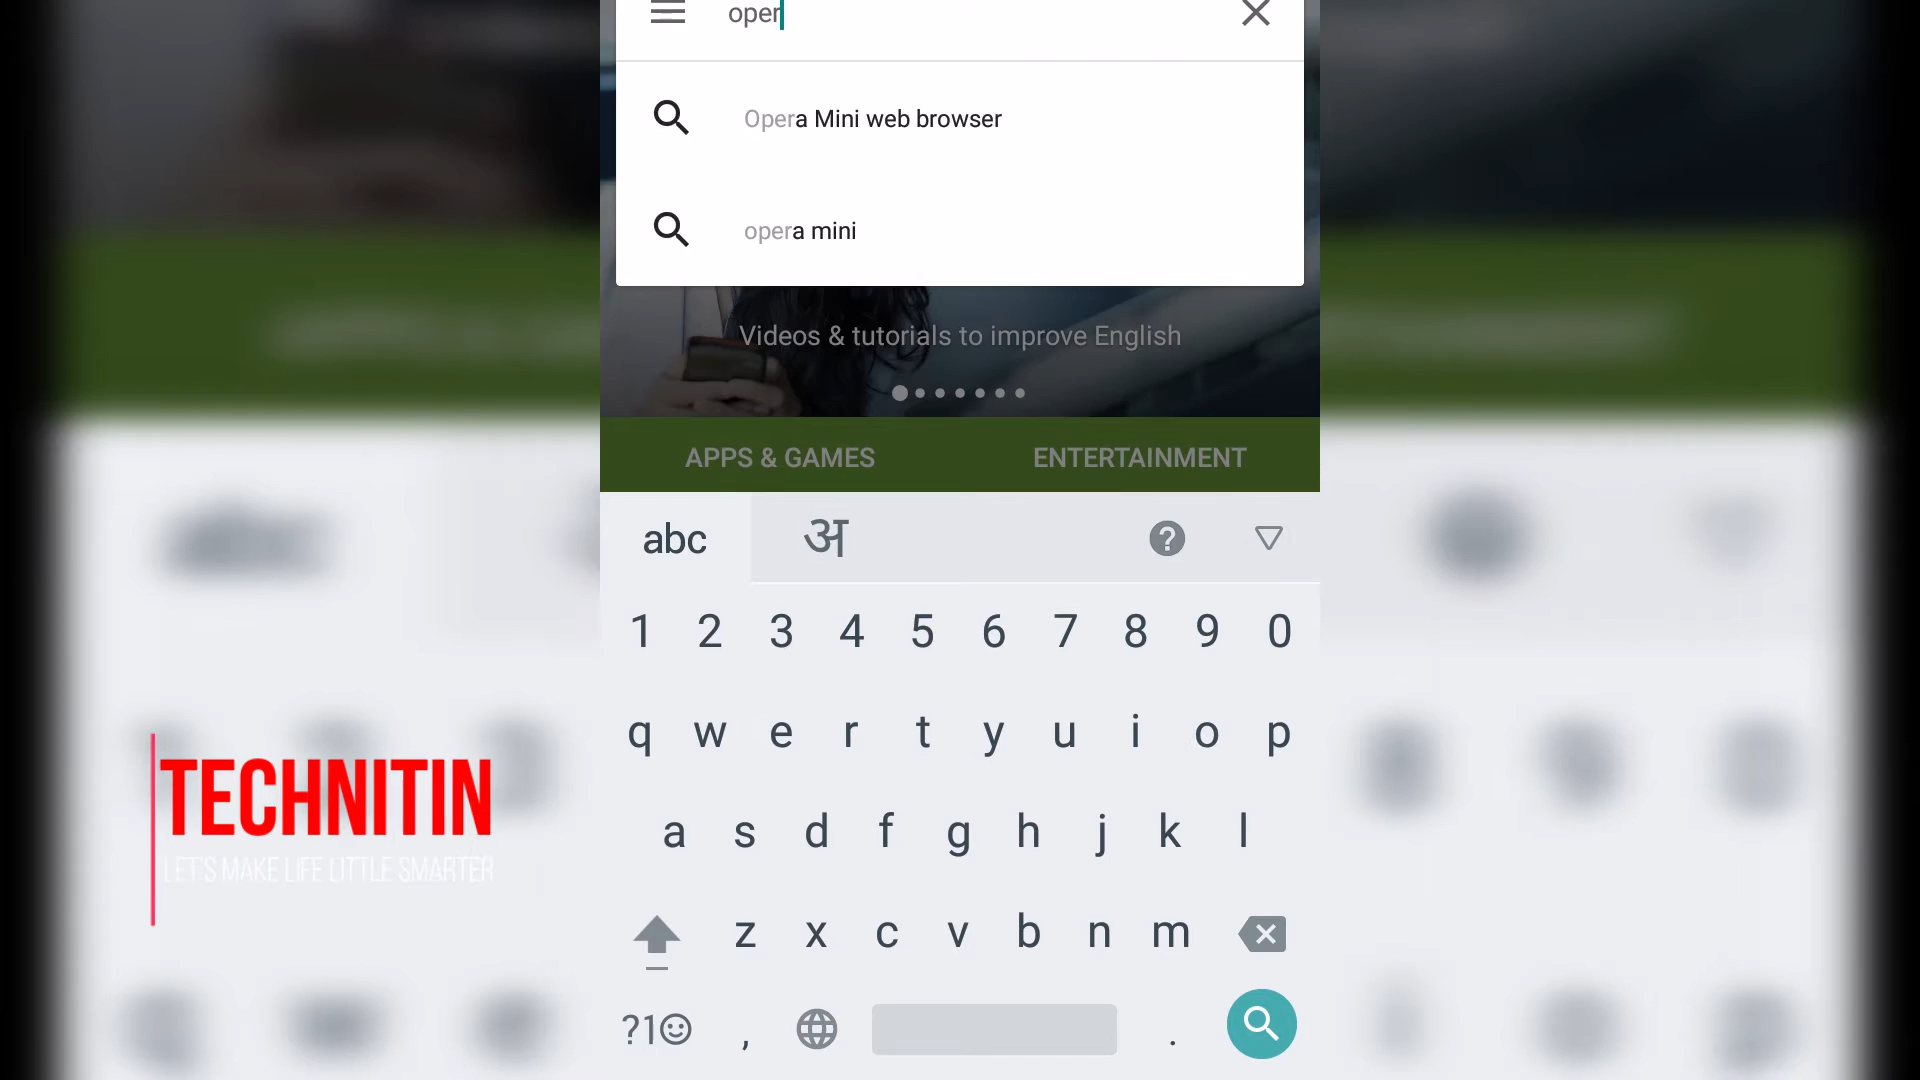 oper
Opera Mini web browser
opera mini
Videos & tutorials to improve English
APPS & GAMES ENTERTAINMENT
abc अ ?
1 2 3 4 5 6 7 8 9 0
q w e r t y u i o p
a s d f g h j k l
z x c v b n m
?1☺ , .
TECHNITIN
LET'S MAKE LIFE LITTLE SMARTER